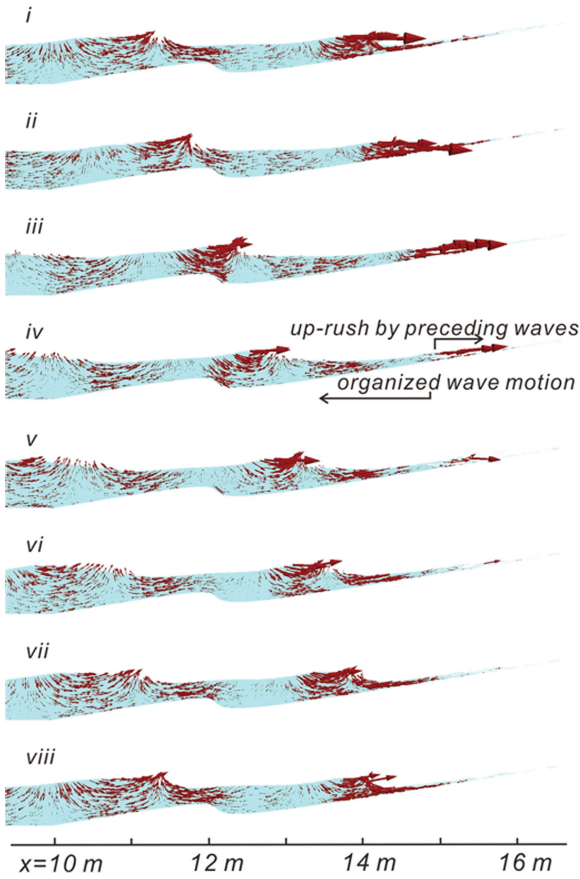 i
ii
iii
iv
up-rush by preceding waves
organized wave motion
v
vi
vii
viii
x=10 m 12 m 14 m 16 m